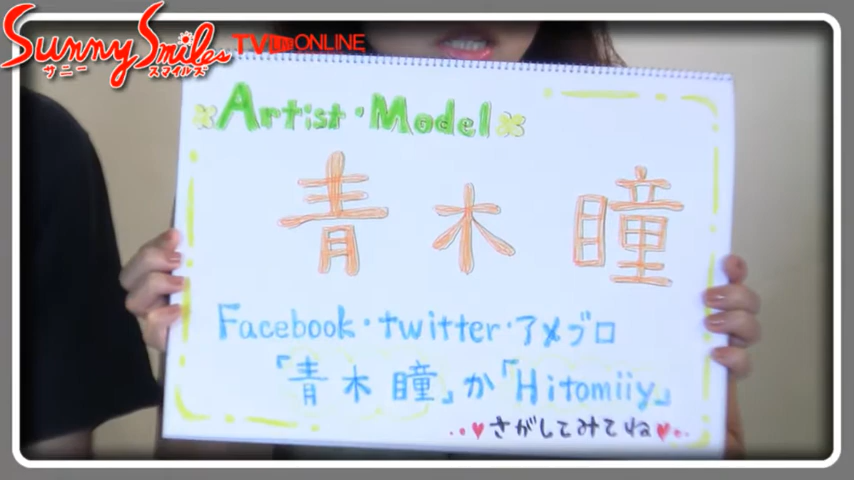 Sunny Smiles TV LIVE ONLINE
サニー スマイルズ
Artist・Model
青木 瞳
Facebook・twitter・アメブロ
「青木 瞳」か「Hitomiiy」
さがしてみてね